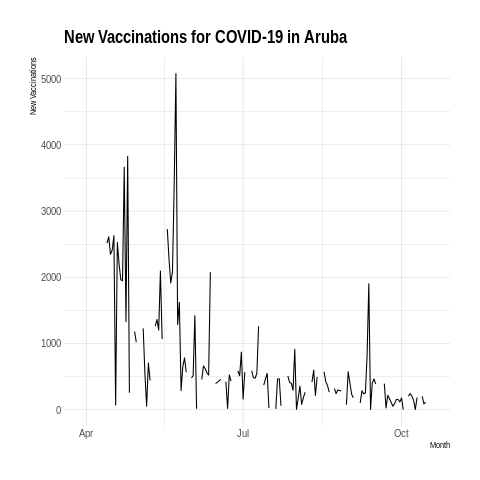 New Vaccinations for COVID-19 in Aruba
New Vaccinations
5000
4000
3000
2000
1000
0
Apr
Jul
Oct
Month